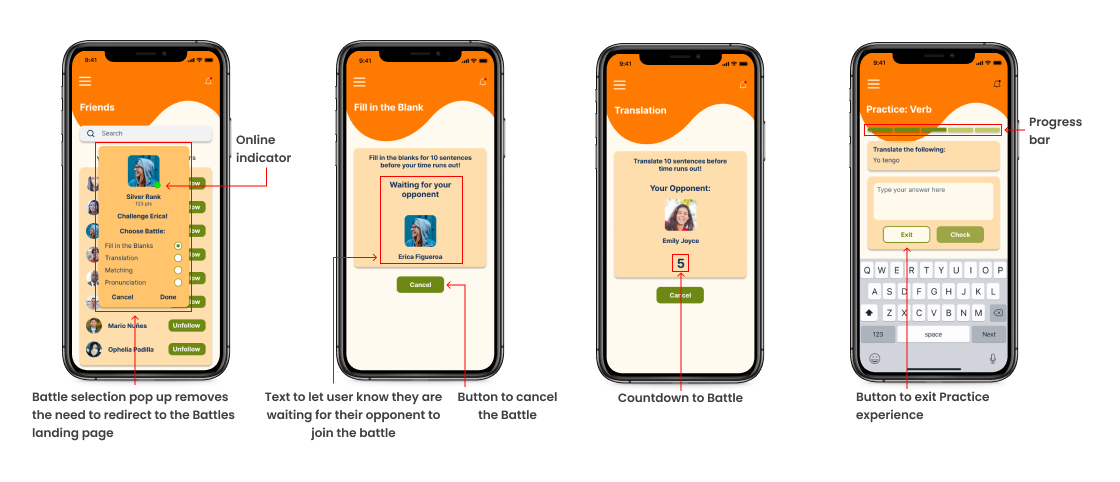 9:41
Friends
Search
Silver Rank
123 pts
Challenge Erica!
Choose Battle:
Fill in the Blanks
Translation
Matching
Pronunciation
Cancel
Done
Mario Nuñes
Unfollow
Ophelia Padilla
Unfollow
Online
indicator
Battle selection pop up removes
the need to redirect to the Battles
landing page
9:41
Fill in the Blank
Fill in the blanks for 10 sentences
before your time runs out!
Waiting for your
opponent
Erica Figueroa
Cancel
Text to let user know they are
waiting for their opponent to
join the battle
Button to cancel
the Battle
9:41
Translation
Translate 10 sentences before
time runs out!
Your Opponent:
Emily Joyce
5
Cancel
Countdown to Battle
9:41
Practice: Verb
Translate the following:
Yo tengo
Type your answer here
Exit
Check
Q W E R T Y U I O P
A S D F G H J K L
Z X C V B N M
123
space
Next
Progress
bar
Button to exit Practice
experience